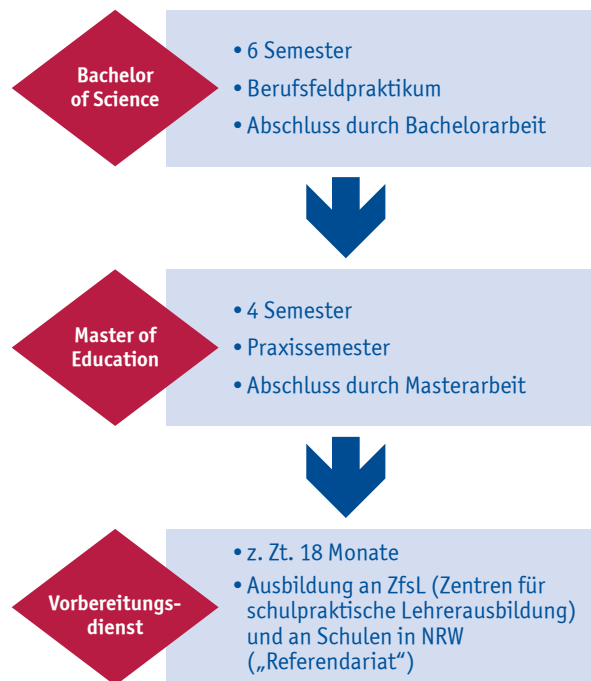 Bachelor
of Science
• 6 Semester
• Berufsfeldpraktikum
• Abschluss durch Bachelorarbeit
Master of
Education
• 4 Semester
• Praxissemester
• Abschluss durch Masterarbeit
Vorbereitungs-
dienst
• z. Zt. 18 Monate
• Ausbildung an ZfsL (Zentren für
schulpraktische Lehrerausbildung)
und an Schulen in NRW
(„Referendariat“)